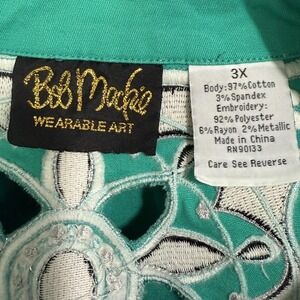 Bob Mackie
WEARABLE ART
3X
Body: 97% Cotton
3% Spandex
Embroidery:
92% Polyester
6% Rayon 2% Metallic
Made in China
RN90133
Care See Reverse